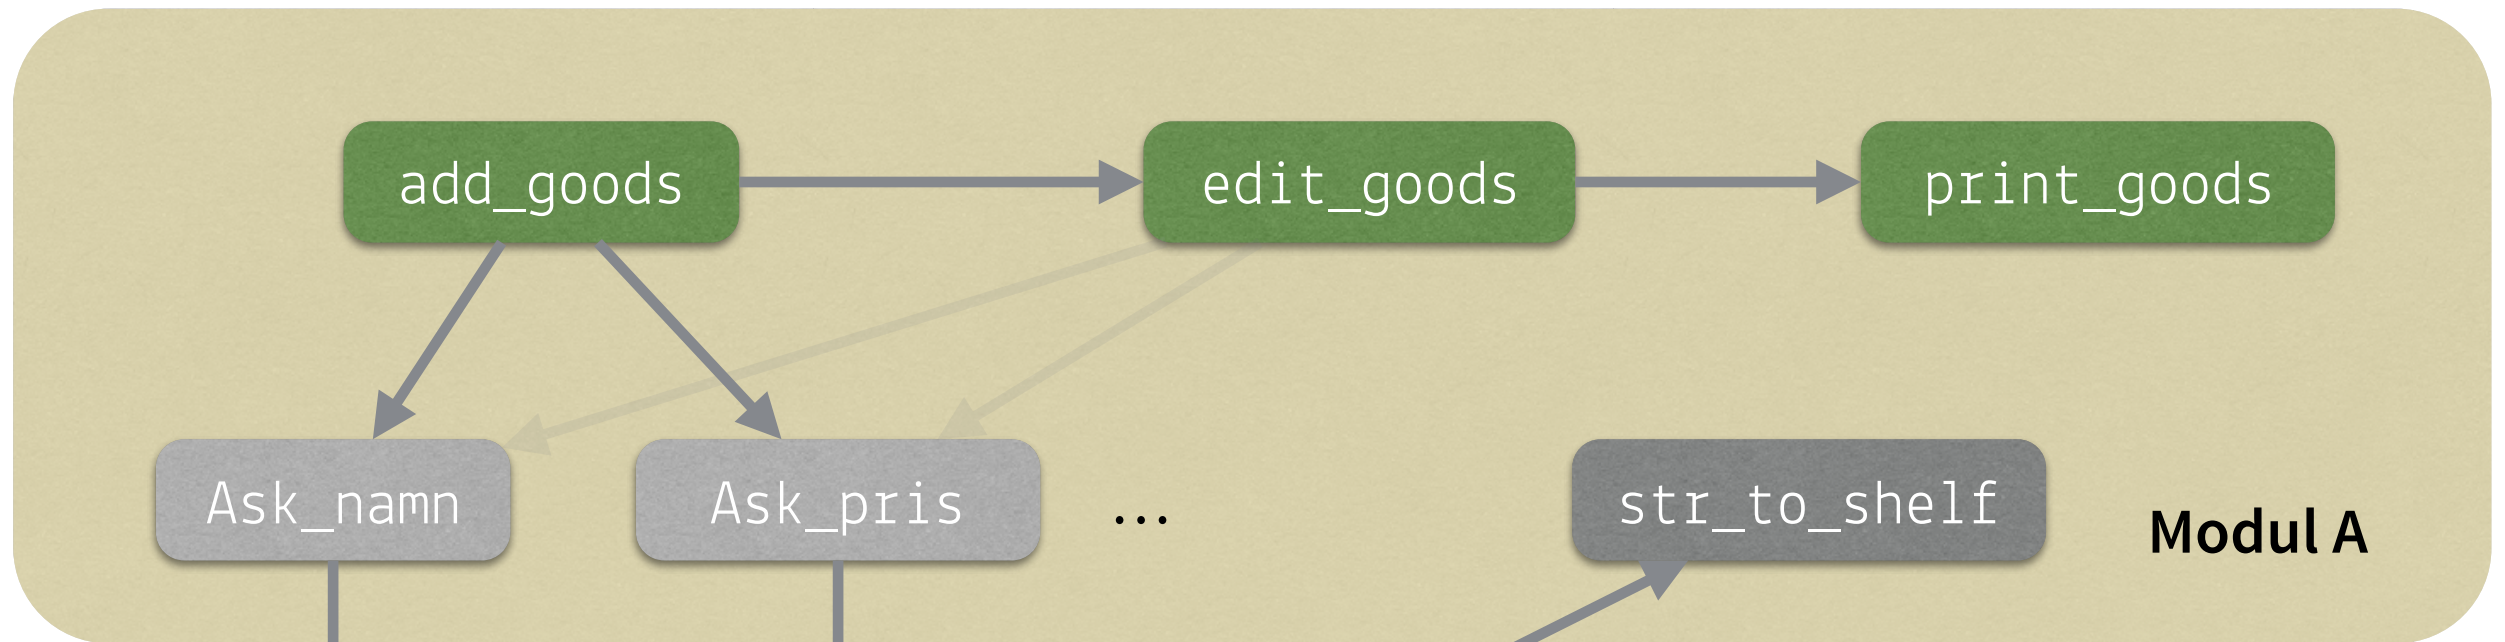 add_goods
edit_goods
print_goods
Ask_namn
Ask_pris
...
str_to_shelf
Modul A